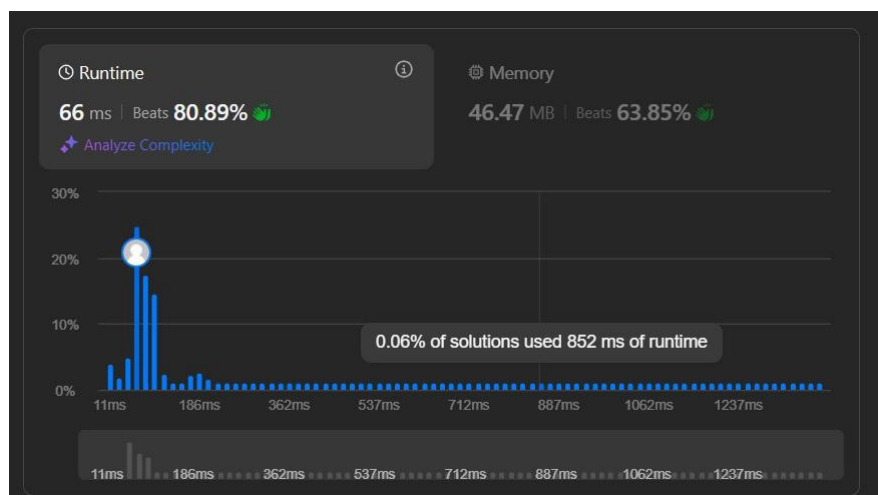 Runtime
66 ms | Beats 80.89%
Analyze Complexity
Memory
46.47 MB | Beats 63.85%
30%
20%
10%
0%
0.06% of solutions used 852 ms of runtime
11ms 186ms 362ms 537ms 712ms 887ms 1062ms 1237ms
11ms 186ms 362ms 537ms 712ms 887ms 1062ms 1237ms